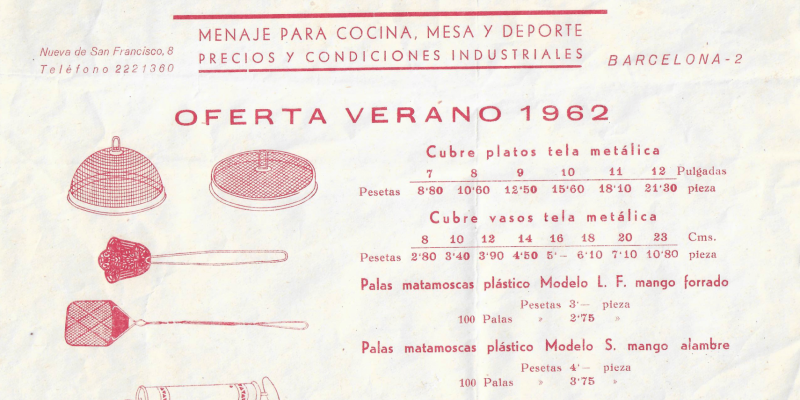 MENAJE PARA COCINA, MESA Y DEPORTE
PRECIOS Y CONDICIONES INDUSTRIALES
Nueva de San Francisco, 8
Teléfono 2221360
BARCELONA-2
OFERTA VERANO 1962
Cubre platos tela metálica
7 8 9 10 11 12 Pulgadas
Pesetas 8'80 10'60 12'50 15'60 18'10 21'30 pieza
Cubre vasos tela metálica
8 10 12 14 16 18 20 23 Cms.
Pesetas 2'80 3'40 3'90 4'50 5'— 6'10 7'10 10'80 pieza
Palas matamoscas plástico Modelo L. F. mango forrado
Pesetas 3'— pieza
100 Palas » 2'75 »
Palas matamoscas plástico Modelo S. mango alambre
Pesetas 4'— pieza
100 Palas » 3'75 »